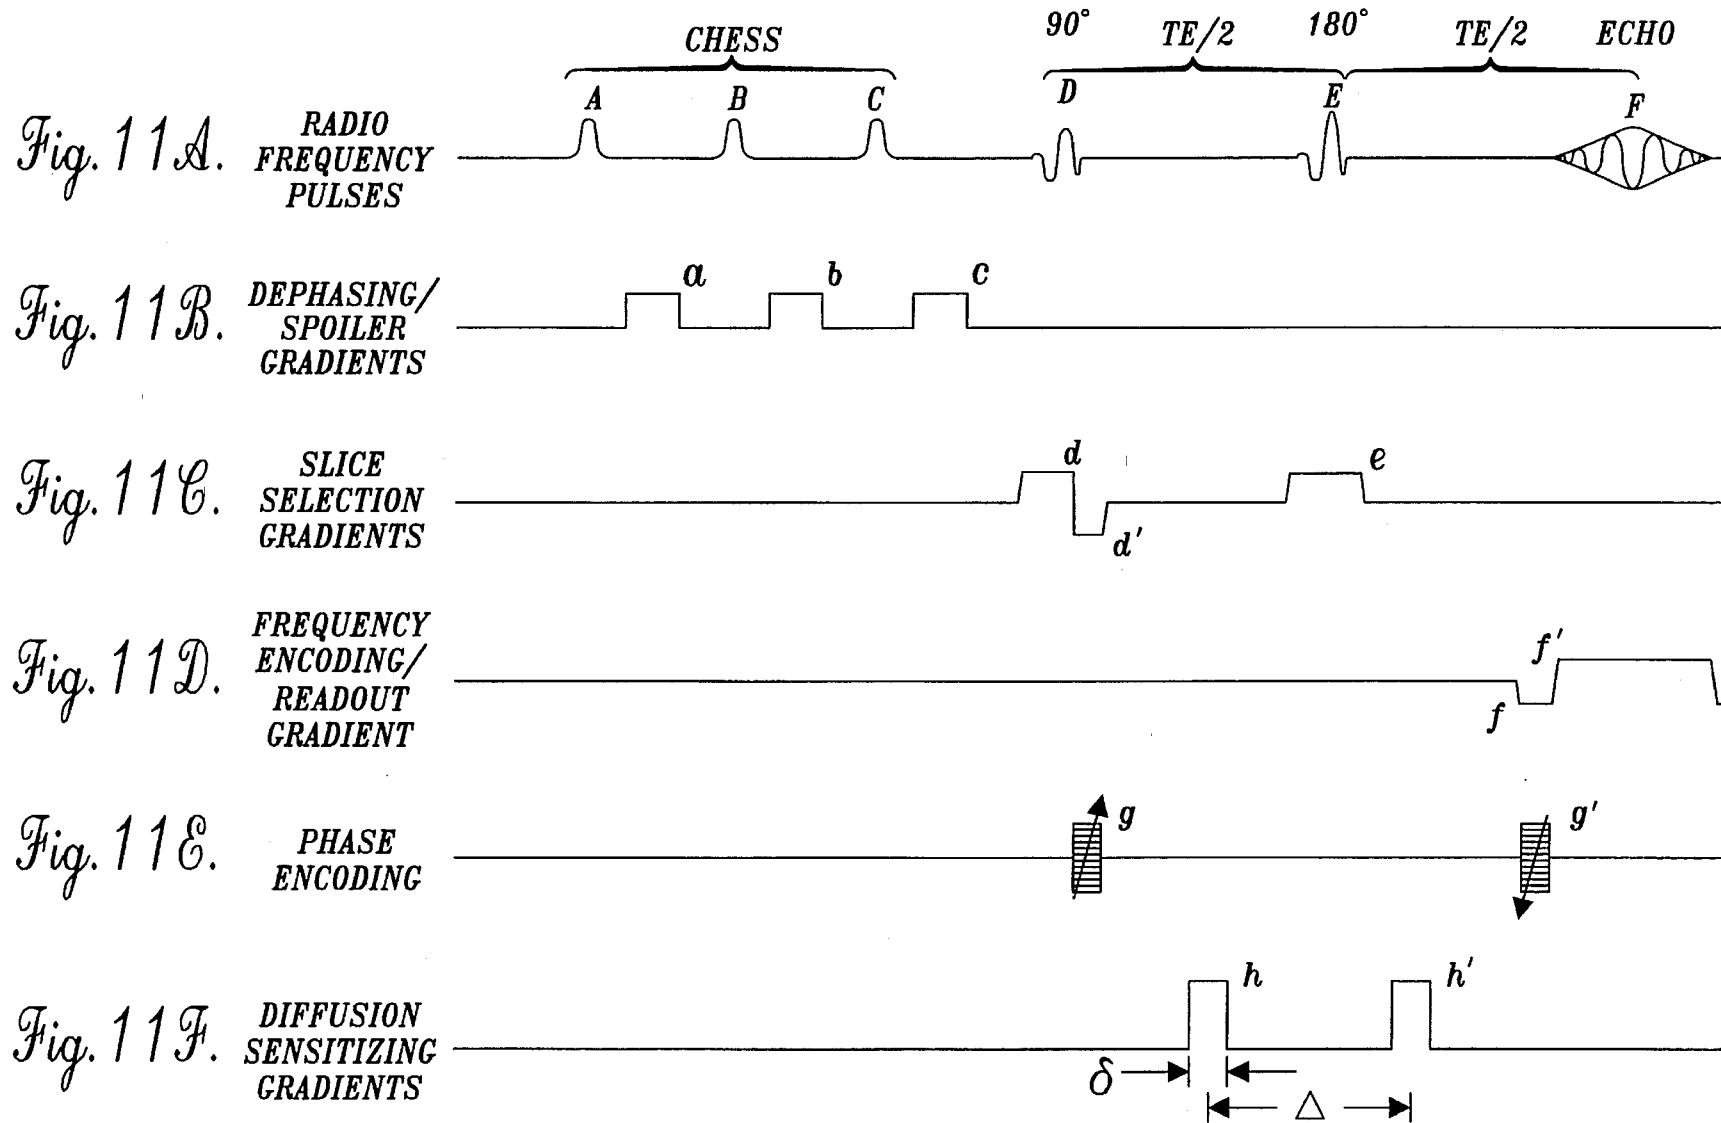 90° TE/2 180° TE/2 ECHO
CHESS
A B C D E F
Fig. 11A. RADIO
FREQUENCY
PULSES
a b c
Fig. 11B. DEPHASING/
SPOILER
GRADIENTS
d e
d'
Fig. 11C. SLICE
SELECTION
GRADIENTS
f'
f
Fig. 11D. FREQUENCY
ENCODING/
READOUT
GRADIENT
g g'
Fig. 11E. PHASE
ENCODING
h h'
Fig. 11F. DIFFUSION
SENSITIZING
GRADIENTS
δ
Δ